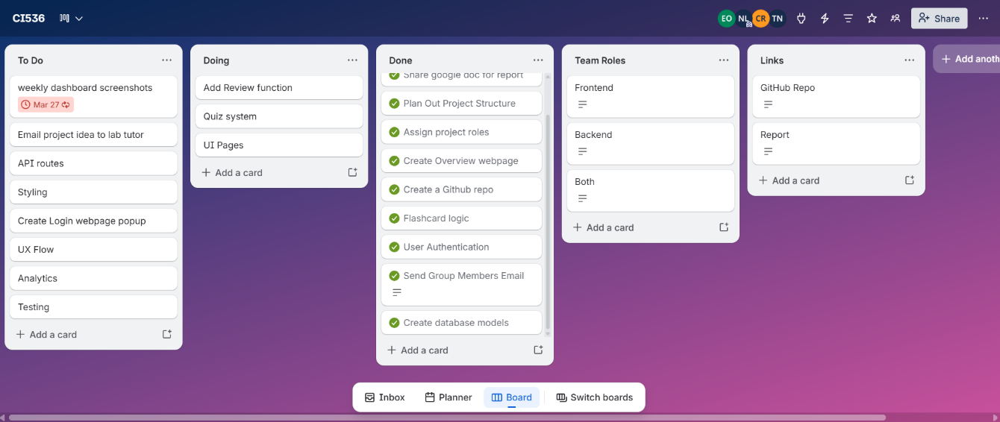 CI536
EO NL CR TN
Share
To Do
weekly dashboard screenshots
Mar 27
Email project idea to lab tutor
API routes
Styling
Create Login webpage popup
UX Flow
Analytics
Testing
Add a card
Doing
Add Review function
Quiz system
UI Pages
Add a card
Done
Share google doc for report
Plan Out Project Structure
Assign project roles
Create Overview webpage
Create a Github repo
Flashcard logic
User Authentication
Send Group Members Email
Create database models
Add a card
Team Roles
Frontend
Backend
Both
Add a card
Links
GitHub Repo
Report
Add a card
Add anoth
Inbox
Planner
Board
Switch boards